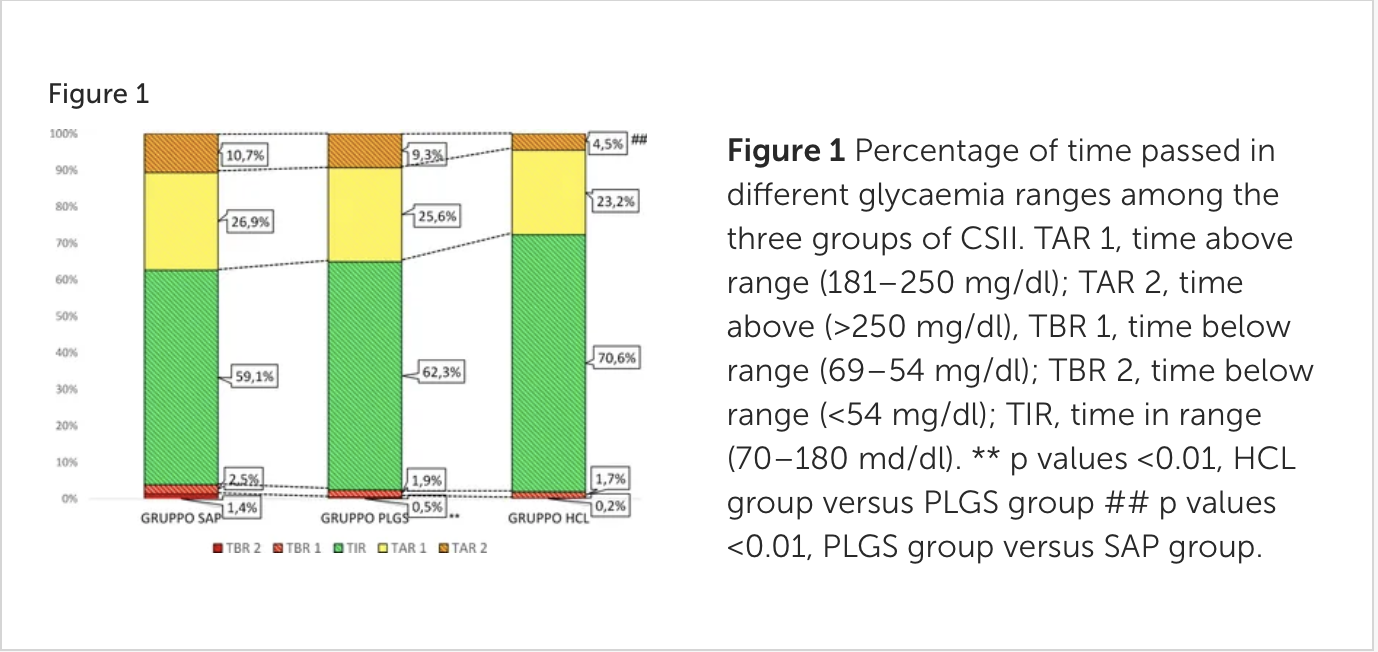 Figure 1
100%
90%
80%
70%
60%
50%
40%
30%
20%
10%
0%
10,7%
26,9%
59,1%
2,5%
1,4%
GRUPPO SAP
9,3%
25,6%
62,3%
1,9%
0,5%
**
GRUPPO PLGS
4,5%
##
23,2%
70,6%
1,7%
0,2%
GRUPPO HCL
TBR 2 TBR 1 TIR TAR 1 TAR 2
Figure 1 Percentage of time passed in
different glycaemia ranges among the
three groups of CSII. TAR 1, time above
range (181–250 mg/dl); TAR 2, time
above (>250 mg/dl), TBR 1, time below
range (69–54 mg/dl); TBR 2, time below
range (<54 mg/dl); TIR, time in range
(70–180 md/dl). ** p values <0.01, HCL
group versus PLGS group ## p values
<0.01, PLGS group versus SAP group.